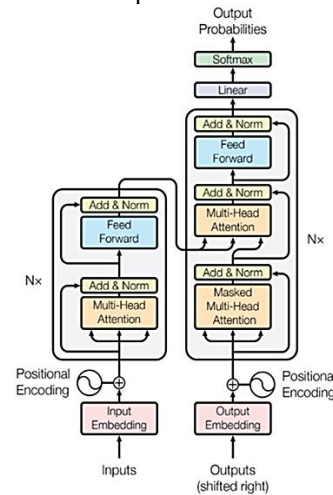 Output
Probabilities
Softmax
Linear
Add & Norm
Feed
Forward
Add & Norm
Multi-Head
Attention
Add & Norm
Masked
Multi-Head
Attention
Nx
Add & Norm
Feed
Forward
Add & Norm
Multi-Head
Attention
Nx
Positional
Encoding
Positional
Encoding
Input
Embedding
Output
Embedding
Inputs
Outputs
(shifted right)